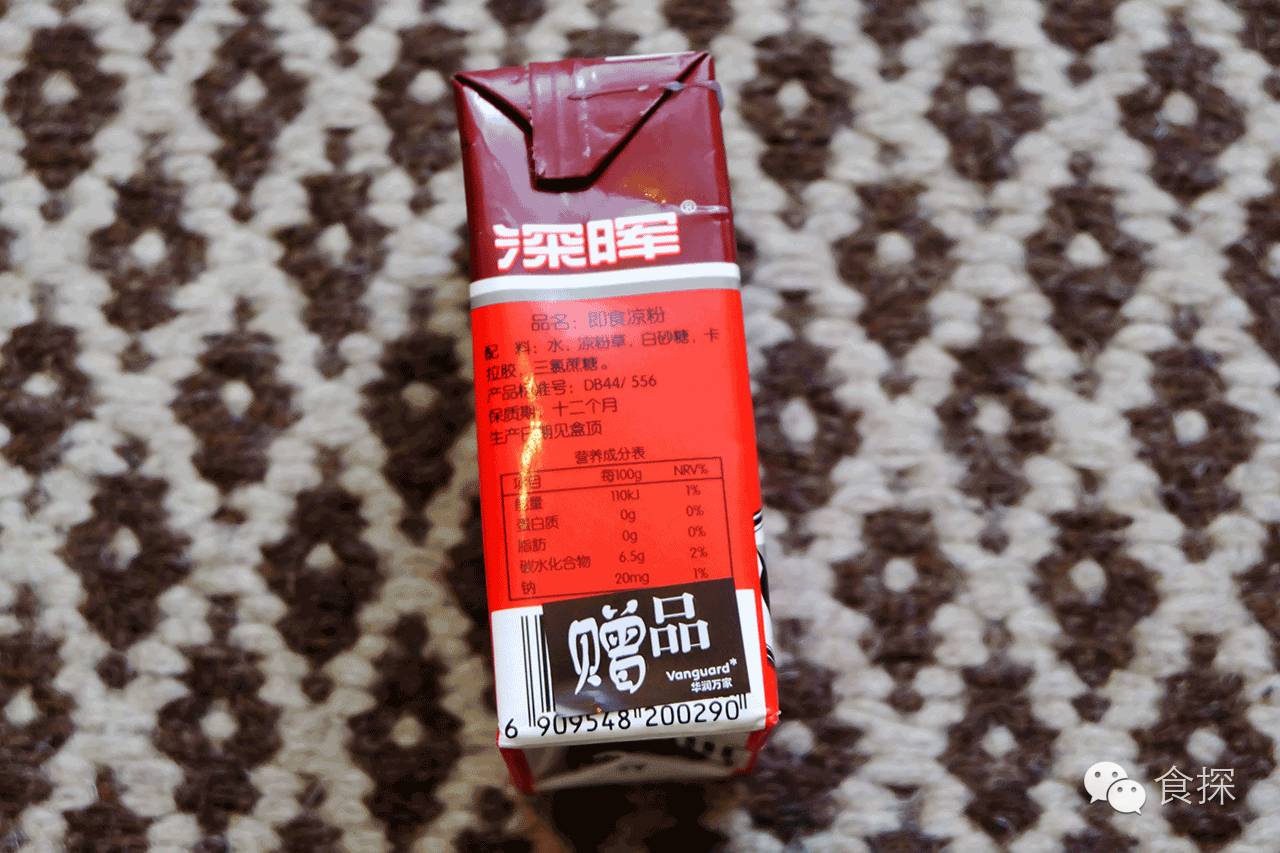 深晖®
品名：即食凉粉
配 料：水、凉粉草、白砂糖、卡
拉胶、三氯蔗糖。
产品标准号：DB44/ 556
保质期：十二个月
生产日期见盒顶
营养成分表
项目 每100g NRV%
能量 110kJ 1%
蛋白质 0g 0%
脂肪 0g 0%
碳水化合物 6.5g 2%
钠 20mg 1%
赠品
Vanguard*
华润万家
6 909548 200290
食探